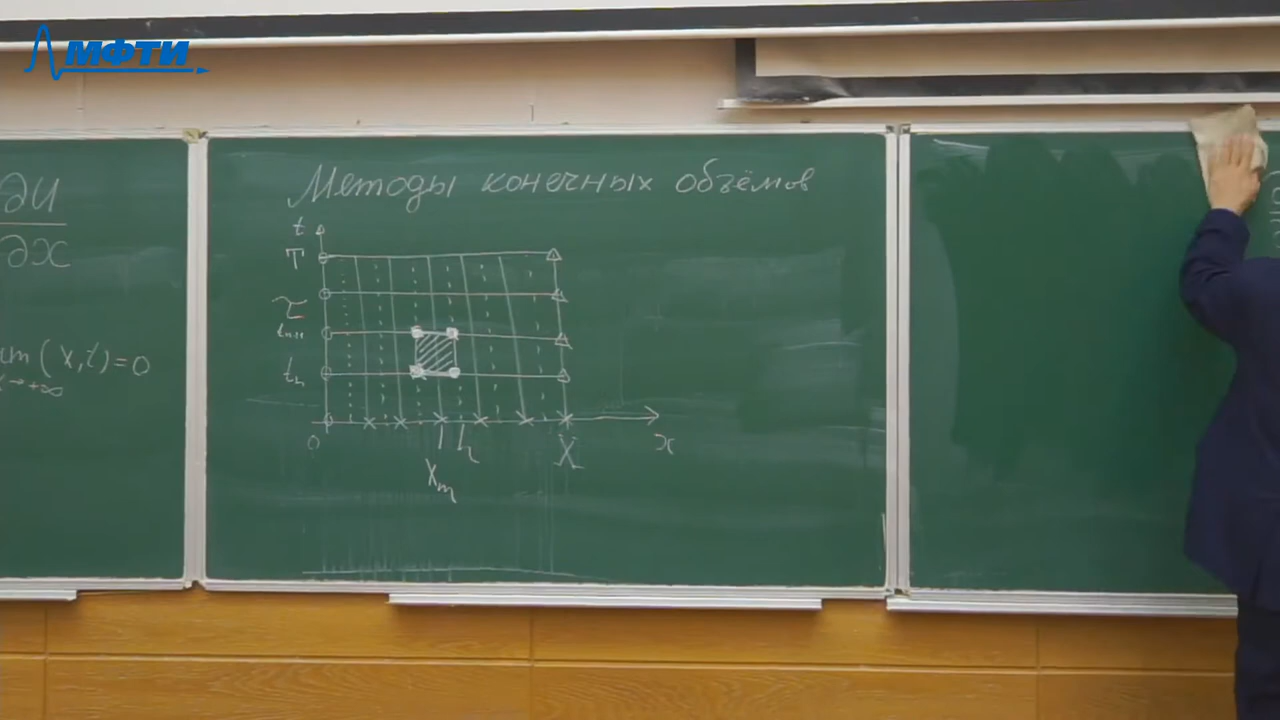 МФТИ
∂u
∂x
(x,t)=0
→+∞
Методы конечных объёмов
t
T
τ
tₙ₊₁
tₙ
0
h
X
x
xₘ